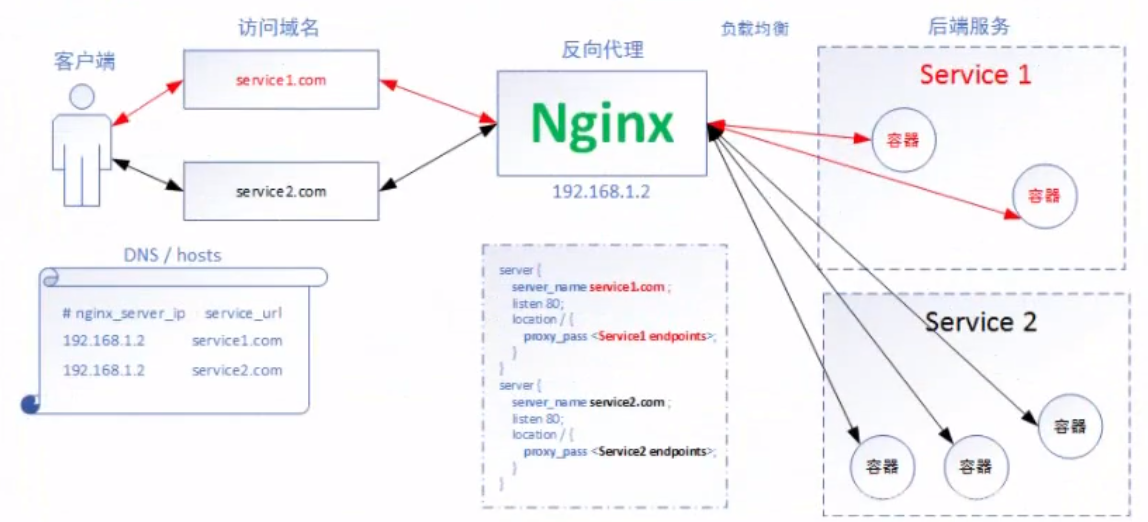 访问域名
负载均衡
后端服务
客户端
反向代理
service1.com
service2.com
Nginx
192.168.1.2
Service 1
容器
容器
DNS / hosts
# nginx_server_ip service_url
192.168.1.2 service1.com
192.168.1.2 service2.com
server {
server_name service1.com ;
listen 80;
location / {
proxy_pass <Service1 endpoints>;
}
}
server {
server_name service2.com ;
listen 80;
location / {
proxy_pass <Service2 endpoints>;
}
}
Service 2
容器
容器
容器